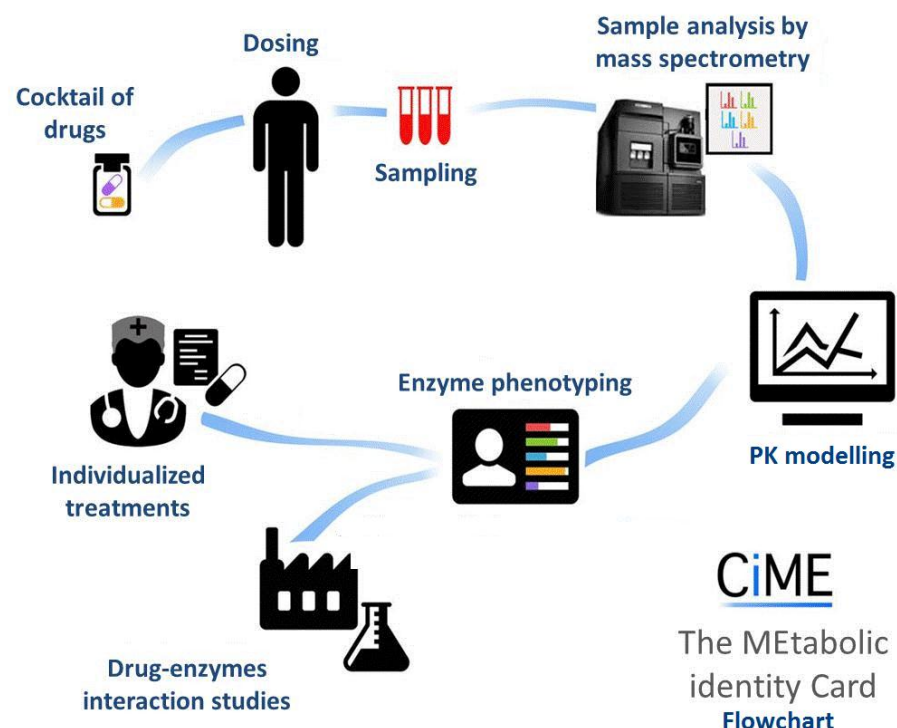 Dosing
Sample analysis by
mass spectrometry
Cocktail of
drugs
Sampling
Enzyme phenotyping
PK modelling
Individualized
treatments
Drug-enzymes
interaction studies
CiME
The MEtabolic
identity Card
Flowchart